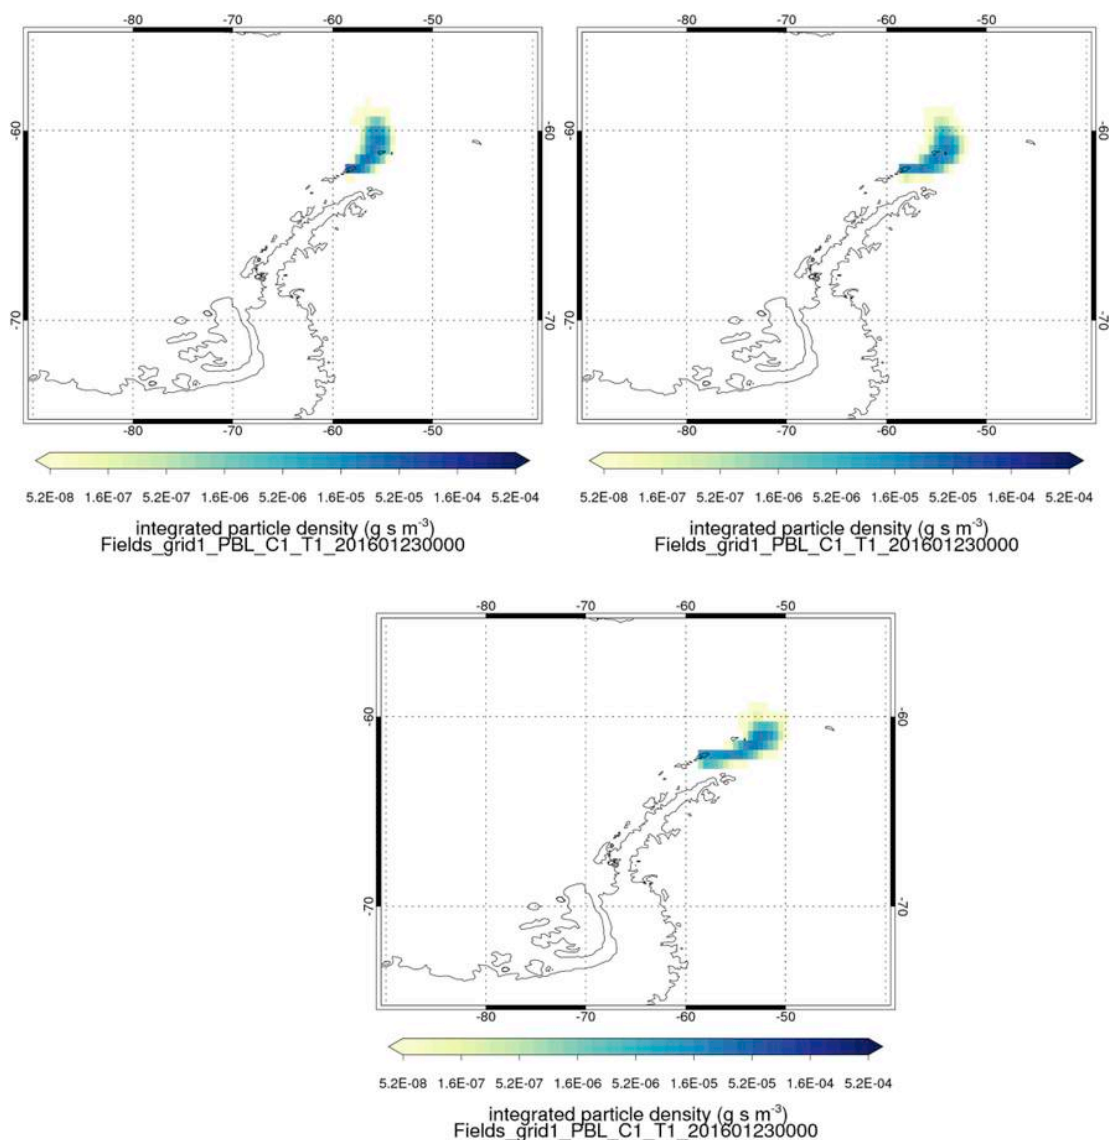 -80 -70 -60 -50
-60 -60
-70 -70
-80 -70 -60 -50
5.2E-08 1.6E-07 5.2E-07 1.6E-06 5.2E-06 1.6E-05 5.2E-05 1.6E-04 5.2E-04
integrated particle density (g s m-3)
Fields_grid1_PBL_C1_T1_201601230000
-80 -70 -60 -50
-60 -60
-70 -70
-80 -70 -60 -50
5.2E-08 1.6E-07 5.2E-07 1.6E-06 5.2E-06 1.6E-05 5.2E-05 1.6E-04 5.2E-04
integrated particle density (g s m-3)
Fields_grid1_PBL_C1_T1_201601230000
-80 -70 -60 -50
-60 -60
-70 -70
-80 -70 -60 -50
5.2E-08 1.6E-07 5.2E-07 1.6E-06 5.2E-06 1.6E-05 5.2E-05 1.6E-04 5.2E-04
integrated particle density (g s m-3)
Fields_grid1_PBL_C1_T1_201601230000